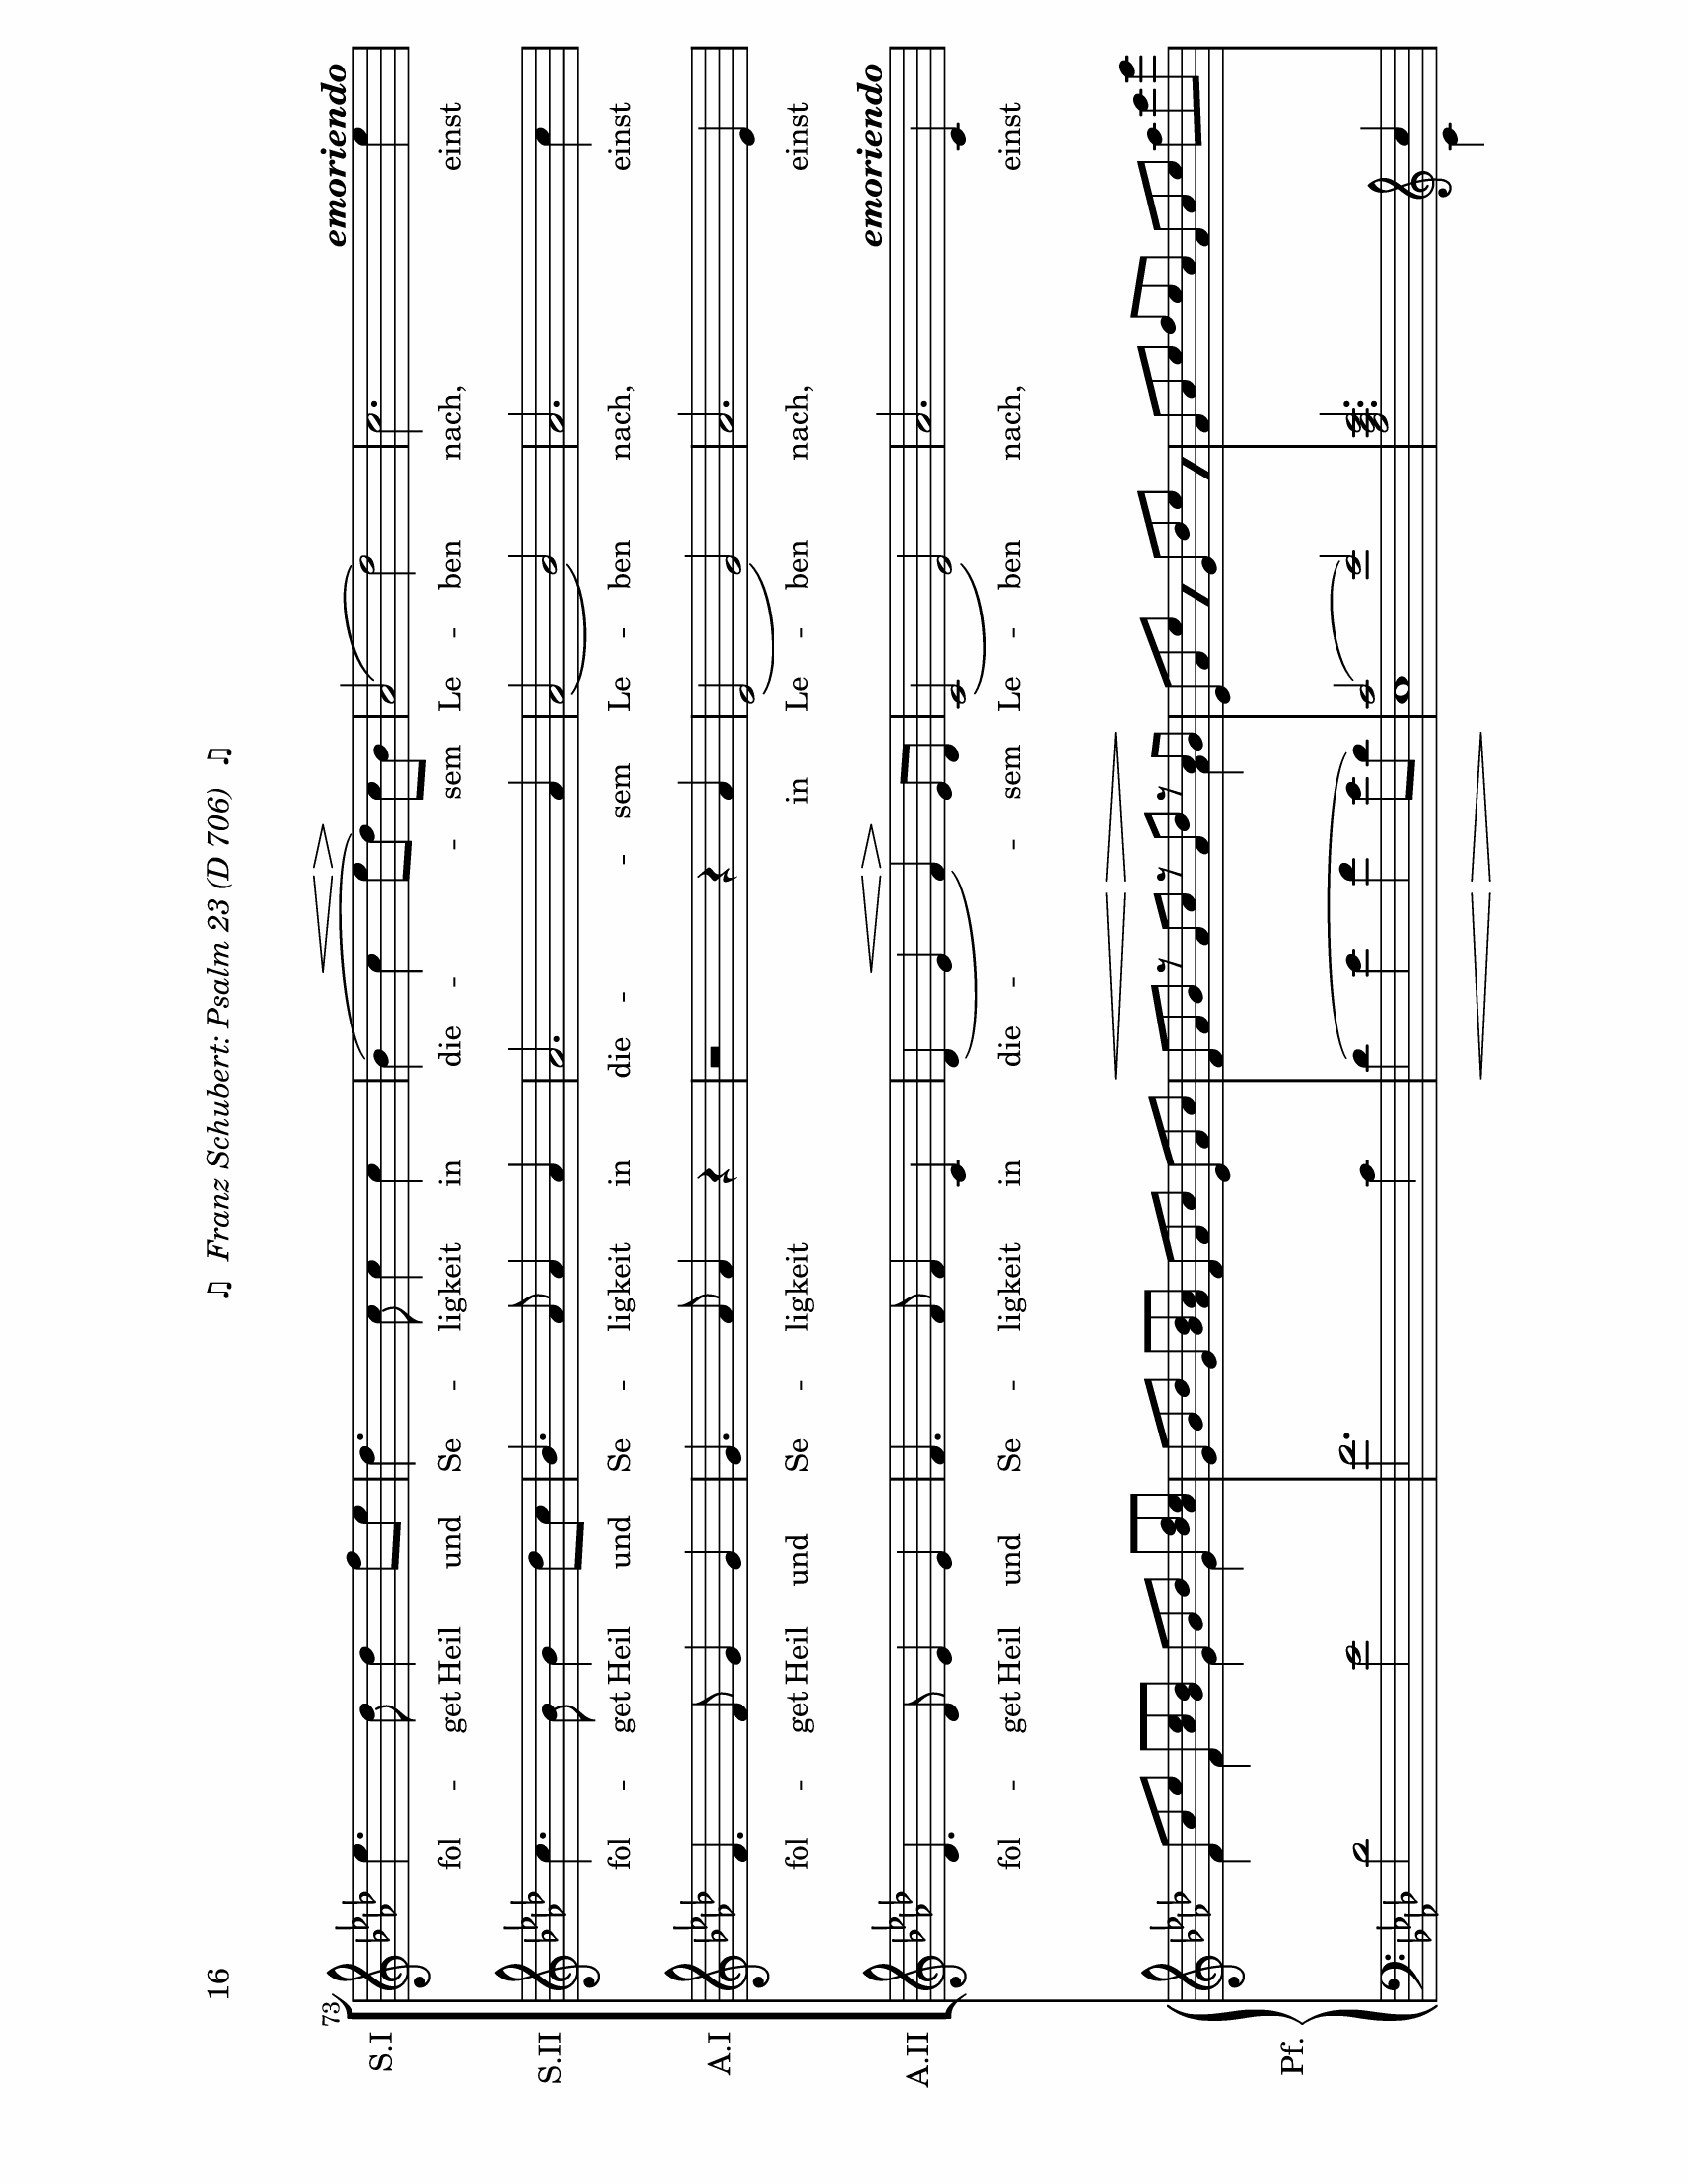 16 ♫ Franz Schubert: Psalm 23 (D 706) ♫
73
emoriendo
S.I
fol - get Heil und Se - ligkeit in die - - sem Le - ben nach, einst
S.II
fol - get Heil und Se - ligkeit in die - - sem Le - ben nach, einst
A.I
fol - get Heil und Se - ligkeit in Le - ben nach, einst
emoriendo
A.II
fol - get Heil und Se - ligkeit in die - - sem Le - ben nach, einst
Pf.